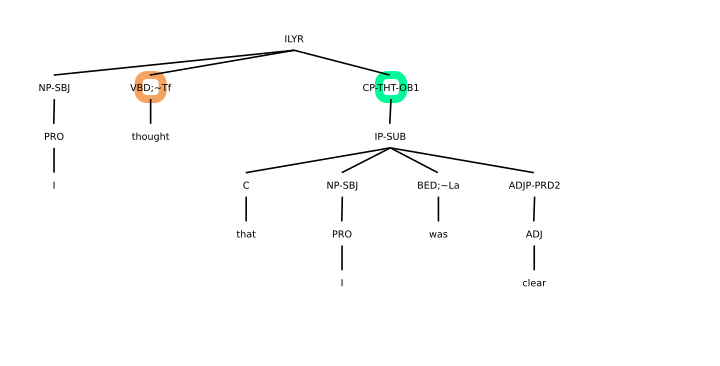 ILYR
NP-SBJ VBD;~Tf CP-THT-OB1
PRO thought IP-SUB
I C NP-SBJ BED;~La ADJP-PRD2
that PRO was ADJ
I clear